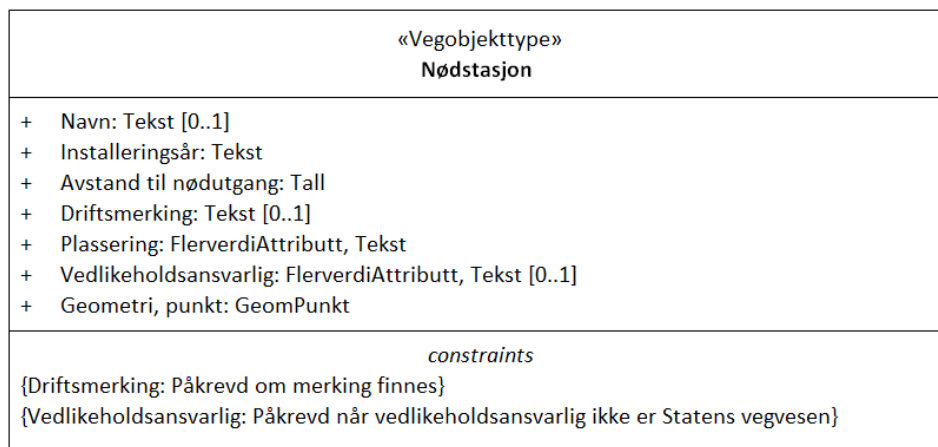 «Vegobjekttype»
Nødstasjon
+ Navn: Tekst [0..1]
+ Installeringsår: Tekst
+ Avstand til nødutgang: Tall
+ Driftsmerking: Tekst [0..1]
+ Plassering: FlerverdiAttributt, Tekst
+ Vedlikeholdsansvarlig: FlerverdiAttributt, Tekst [0..1]
+ Geometri, punkt: GeomPunkt
constraints
{Driftsmerking: Påkrevd om merking finnes}
{Vedlikeholdsansvarlig: Påkrevd når vedlikeholdsansvarlig ikke er Statens vegvesen}